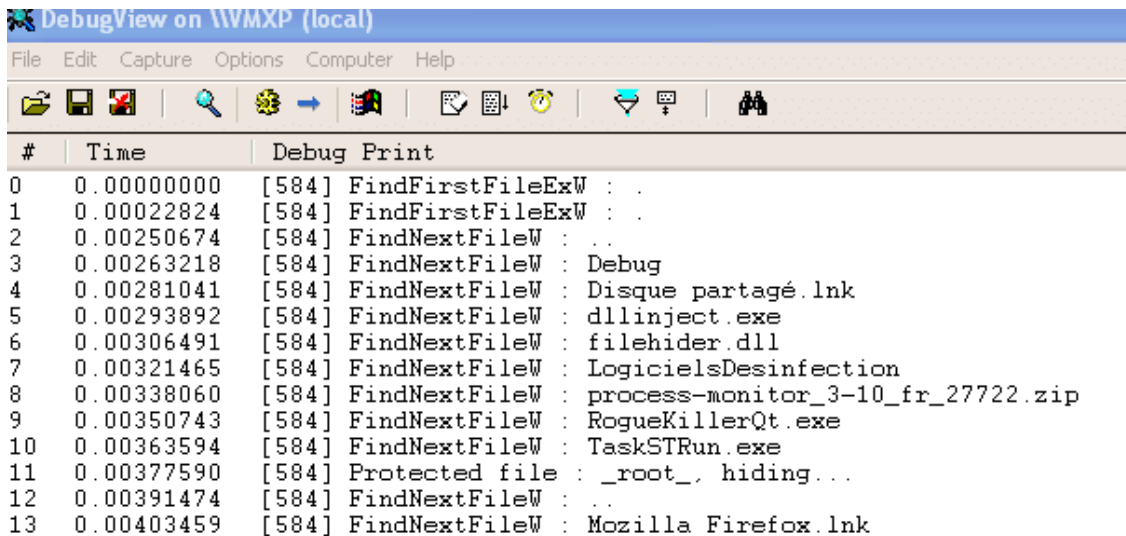 DebugView on \\VMXP (local)
File Edit Capture Options Computer Help
# Time Debug Print
0 0.00000000 [584] FindFirstFileExW : .
1 0.00022824 [584] FindFirstFileExW : .
2 0.00250674 [584] FindNextFileW : ..
3 0.00263218 [584] FindNextFileW : Debug
4 0.00281041 [584] FindNextFileW : Disque partagé.lnk
5 0.00293892 [584] FindNextFileW : dllinject.exe
6 0.00306491 [584] FindNextFileW : filehider.dll
7 0.00321465 [584] FindNextFileW : LogicielsDesinfection
8 0.00338060 [584] FindNextFileW : process-monitor_3-10_fr_27722.zip
9 0.00350743 [584] FindNextFileW : RogueKillerQt.exe
10 0.00363594 [584] FindNextFileW : TaskSTRun.exe
11 0.00377590 [584] Protected file : _root_, hiding...
12 0.00391474 [584] FindNextFileW : ..
13 0.00403459 [584] FindNextFileW : Mozilla Firefox.lnk